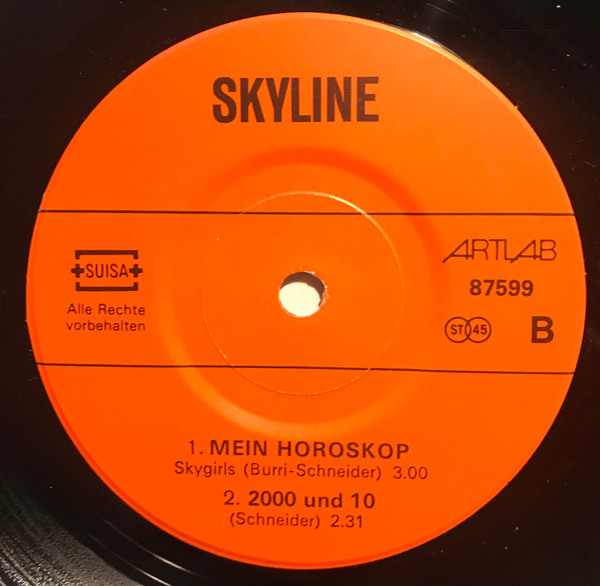 SKYLINE
SUISA
Alle Rechte
vorbehalten
ARTLAB
87599
ST 45
B
1. MEIN HOROSKOP
Skygirls (Burri-Schneider) 3.00
2. 2000 und 10
(Schneider) 2.31